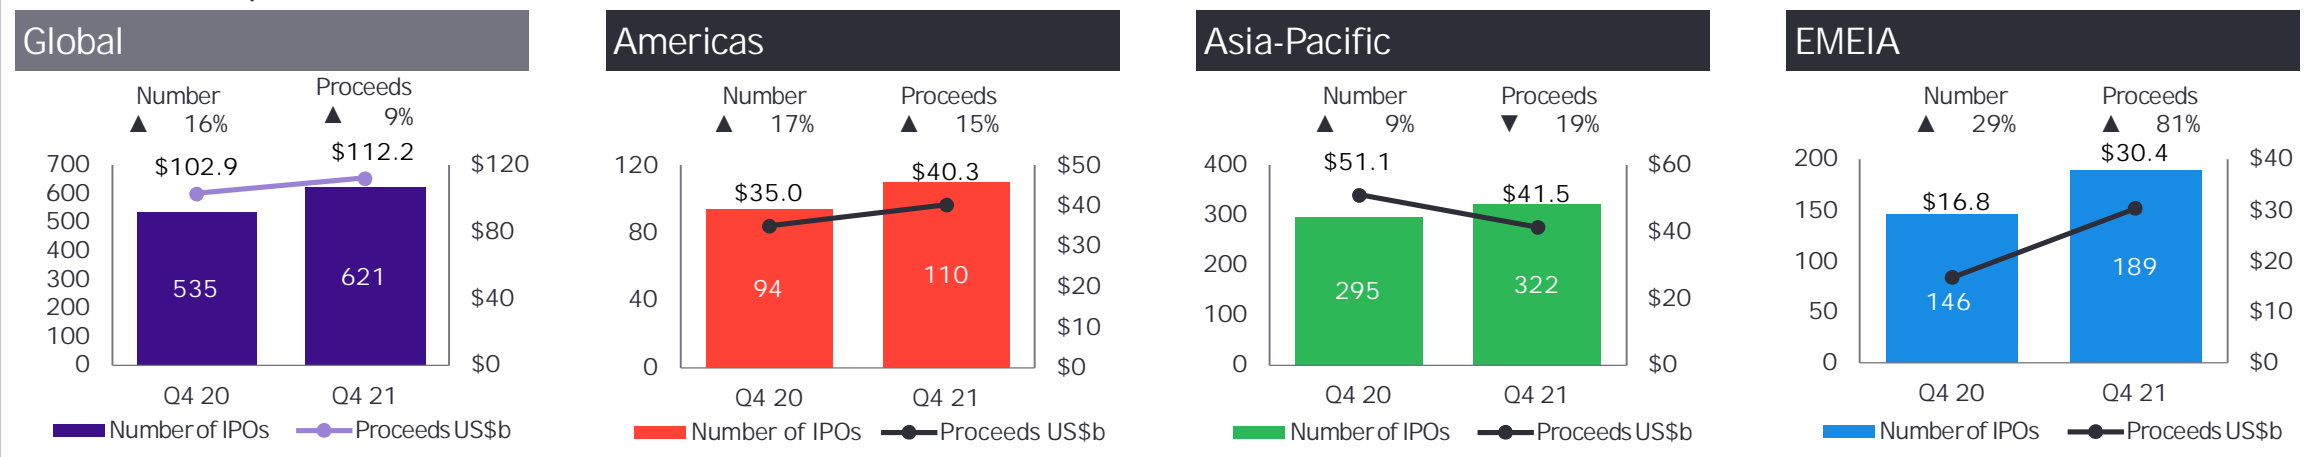 Global
Number
▲ 16%
Proceeds
▲ 9%
700
600
500
400
300
200
100
0
$102.9
$112.2
535
621
$120
$80
$40
$0
Q4 20
Q4 21
Number of IPOs
Proceeds US$b
Americas
Number
▲ 17%
Proceeds
▲ 15%
120
80
40
0
$35.0
$40.3
94
110
$50
$40
$30
$20
$10
$0
Q4 20
Q4 21
Number of IPOs
Proceeds US$b
Asia-Pacific
Number
▲ 9%
Proceeds
▼ 19%
400
300
200
100
0
$51.1
$41.5
295
322
$60
$40
$20
$0
Q4 20
Q4 21
Number of IPOs
Proceeds US$b
EMEIA
Number
▲ 29%
Proceeds
▲ 81%
200
150
100
50
0
$16.8
$30.4
146
189
$40
$30
$20
$10
$0
Q4 20
Q4 21
Number of IPOs
Proceeds US$b